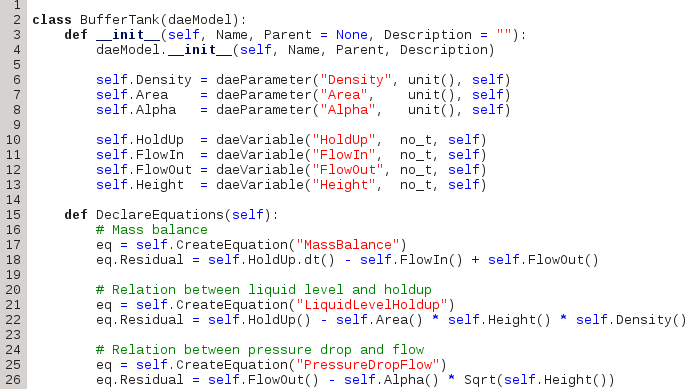 1
2 class BufferTank(daeModel):
3     def __init__(self, Name, Parent = None, Description = ""):
4         daeModel.__init__(self, Name, Parent, Description)
5
6         self.Density = daeParameter("Density", unit(), self)
7         self.Area    = daeParameter("Area",    unit(), self)
8         self.Alpha   = daeParameter("Alpha",   unit(), self)
9
10         self.HoldUp  = daeVariable("HoldUp",  no_t, self)
11         self.FlowIn  = daeVariable("FlowIn",  no_t, self)
12         self.FlowOut = daeVariable("FlowOut", no_t, self)
13         self.Height  = daeVariable("Height",  no_t, self)
14
15     def DeclareEquations(self):
16         # Mass balance
17         eq = self.CreateEquation("MassBalance")
18         eq.Residual = self.HoldUp.dt() - self.FlowIn() + self.FlowOut()
19
20         # Relation between liquid level and holdup
21         eq = self.CreateEquation("LiquidLevelHoldup")
22         eq.Residual = self.HoldUp() - self.Area() * self.Height() * self.Density()
23
24         # Relation between pressure drop and flow
25         eq = self.CreateEquation("PressureDropFlow")
26         eq.Residual = self.FlowOut() - self.Alpha() * Sqrt(self.Height())